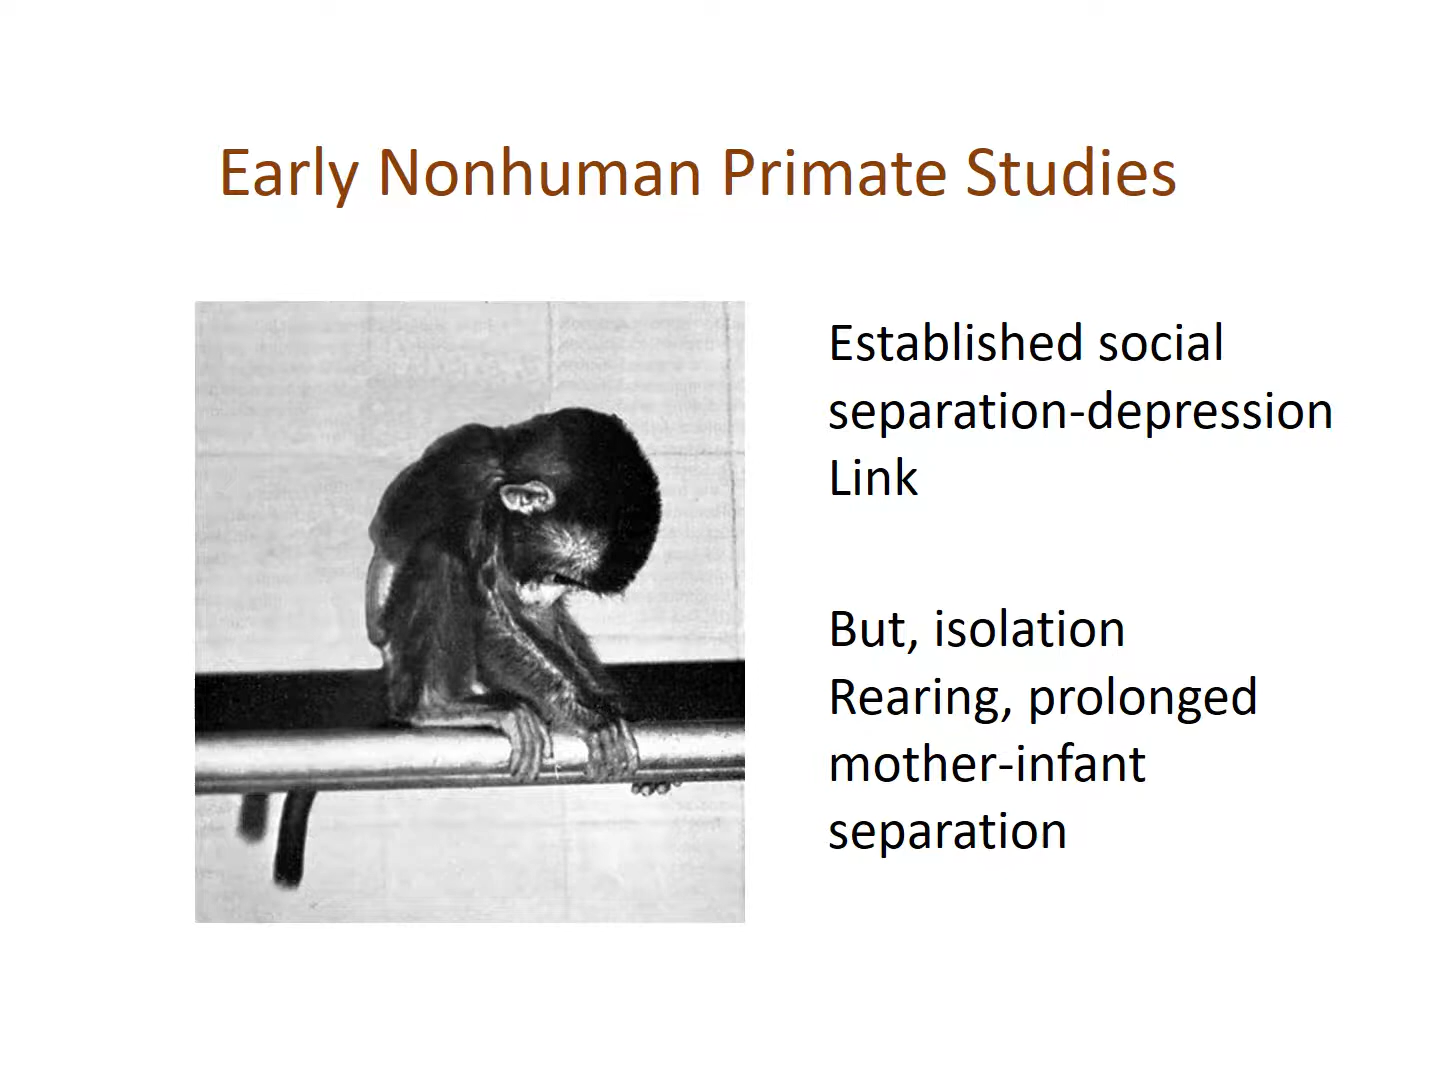 Early Nonhuman Primate Studies
Established social
separation-depression
Link
But, isolation
Rearing, prolonged
mother-infant
separation